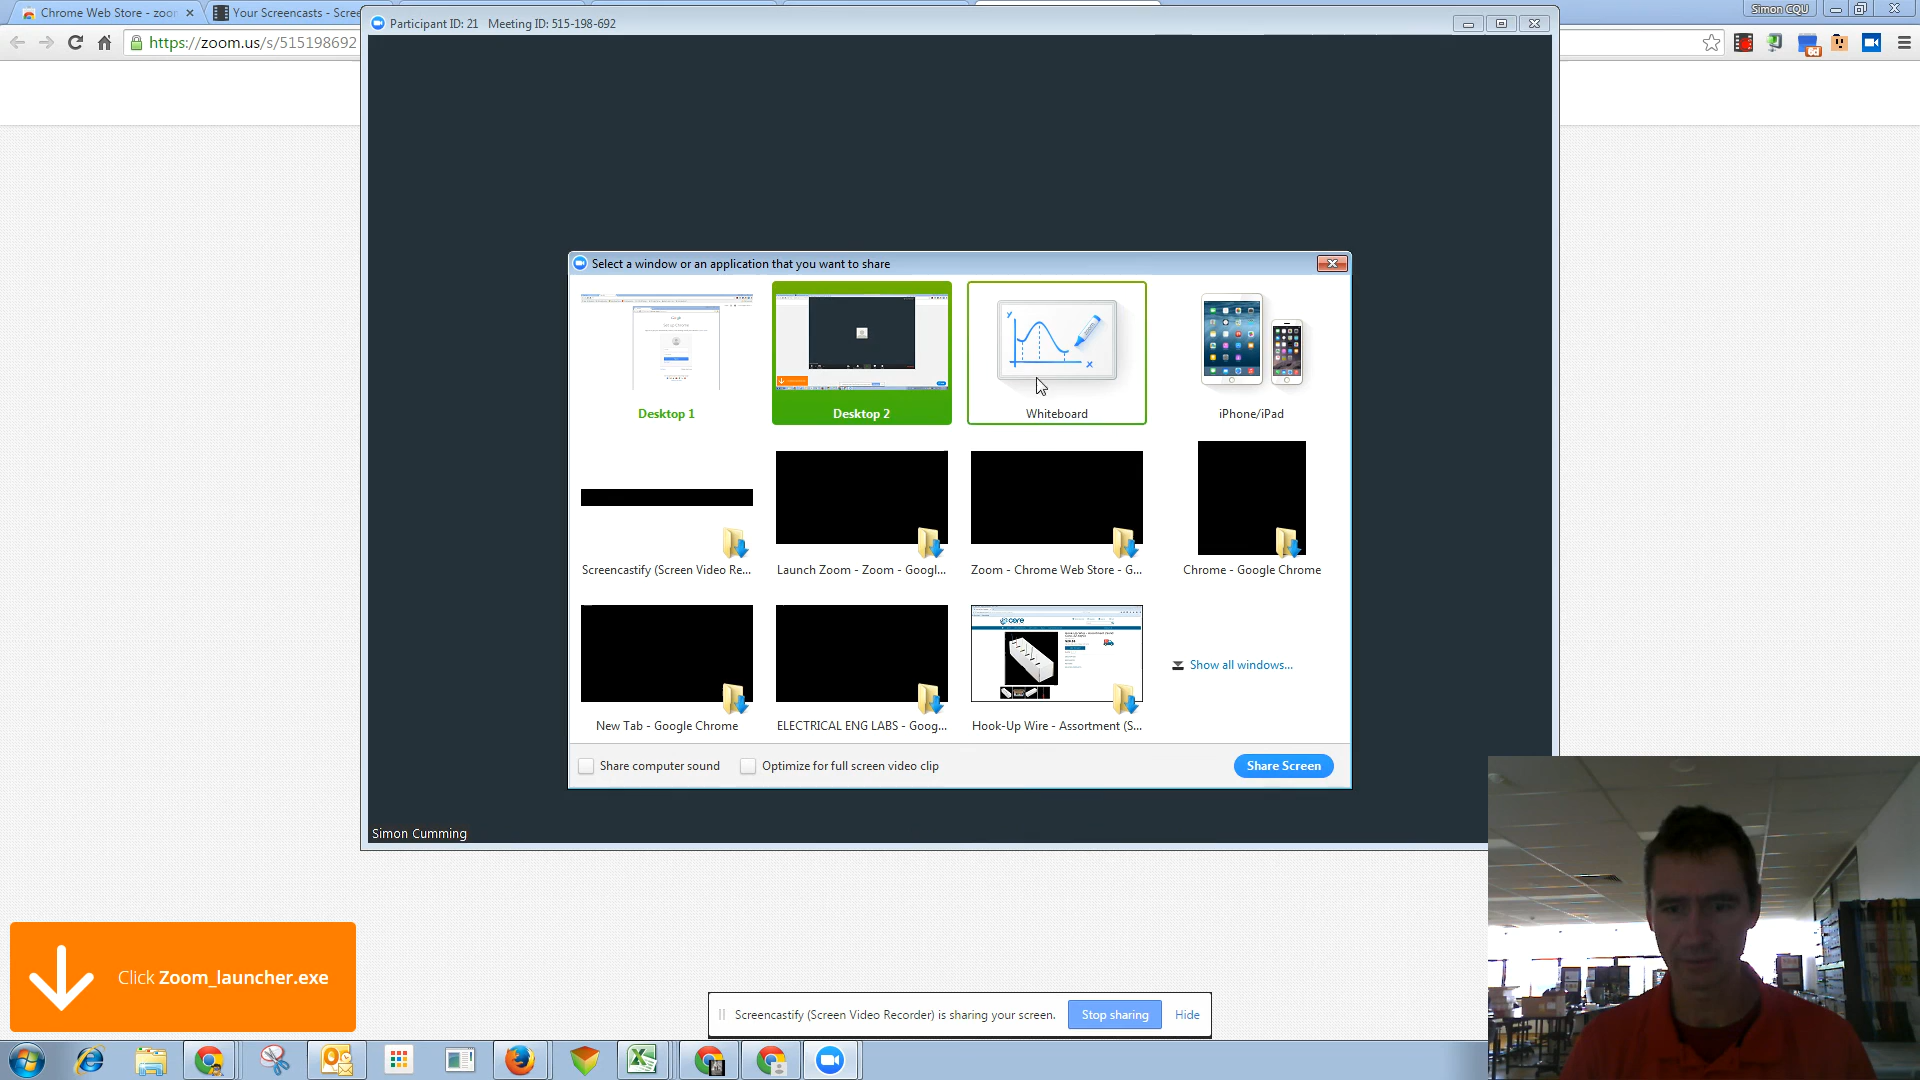 Chrome Web Store - zoo
Your Screencasts - Scree
Participant ID: 21 Meeting ID: 515-198-692
Simon CQU
https://zoom.us/s/515198692
6d
Select a window or an application that you want to share
Desktop 1
Desktop 2
Whiteboard
iPhone/iPad
Screencastify (Screen Video Re...
Launch Zoom - Zoom - Googl...
Zoom - Chrome Web Store - G...
Chrome - Google Chrome
core
New Tab - Google Chrome
ELECTRICAL ENG LABS - Goog...
Hook-Up Wire - Assortment (S...
Show all windows...
Share computer sound
Optimize for full screen video clip
Share Screen
Simon Cumming
Click Zoom_launcher.exe
Screencastify (Screen Video Recorder) is sharing your screen.
Stop sharing
Hide